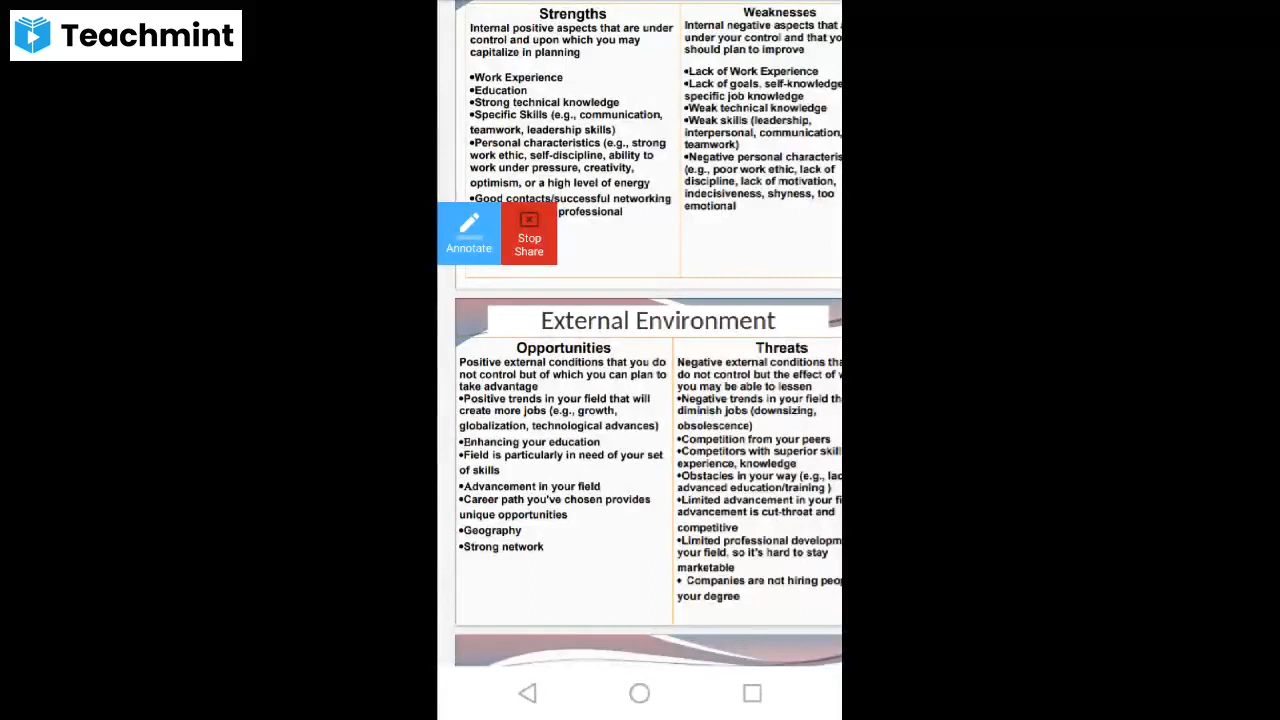 Teachmint
Strengths
Internal positive aspects that are under
control and upon which you may
capitalize in planning
•Work Experience
•Education
•Strong technical knowledge
•Specific Skills (e.g., communication,
teamwork, leadership skills)
•Personal characteristics (e.g., strong
work ethic, self-discipline, ability to
work under pressure, creativity,
optimism, or a high level of energy
•Good contacts/successful networking
professional
Weaknesses
Internal negative aspects that
under your control and that
should plan to improve
•Lack of Work Experience
•Lack of goals, self-knowledge
specific job knowledge
•Weak technical knowledge
•Weak skills (leadership,
interpersonal, communication,
teamwork)
•Negative personal
(e.g., poor work ethic, lack of
discipline, lack of motivation,
indecisiveness, shyness, too
emotional
Annotate
Stop
Share
External Environment
Opportunities
Positive external conditions that you do
not control but of which you can plan to
take advantage
•Positive trends in your field that will
create more jobs (e.g., growth,
globalization, technological advances)
•Enhancing your education
•Field is particularly in need of your set
of skills
•Advancement in your field
•Career path you've chosen provides
unique opportunities
•Geography
•Strong network
Threats
Negative external conditions
do not control but the effect of
you may be able to lessen
•Negative trends in your field
diminish jobs (downsizing,
obsolescence)
•Competition from your peers
•Competitors with superior
experience, knowledge
•Obstacles in your way (e.g.,
advanced education/training )
•Limited advancement in your
advancement is cut-throat and
competitive
•Limited professional
your field, so it's hard to stay
marketable
• Companies are not hiring
your degree